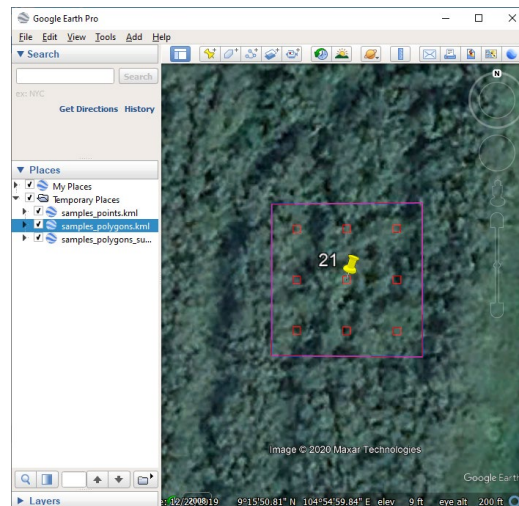 Google Earth Pro
File Edit View Tools Add Help
Search
Search
ex: NYC
Get Directions History
Places
My Places
Temporary Places
samples_points.kml
samples_polygons.kml
samples_polygons_su...
Layers
N
21
Image © 2020 Maxar Technologies
Google Earth
9°15'50.81" N 104°54'59.84" E elev 9 ft eye alt 200 ft